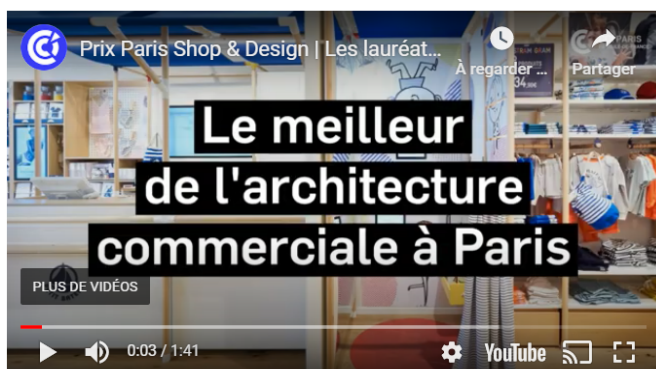 Prix Paris Shop & Design | Les lauréat...
À regarder ...
Partager
Le meilleur
de l'architecture
commerciale à Paris
PLUS DE VIDÉOS
0:03 / 1:41
YouTube